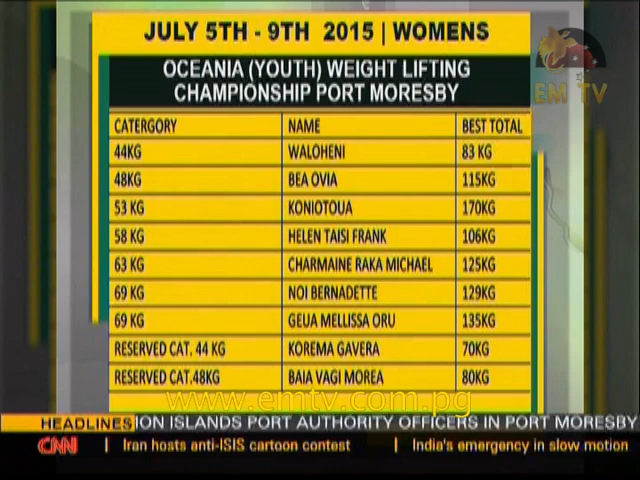 JULY 5TH - 9TH 2015 | WOMENS
EM TV
OCEANIA (YOUTH) WEIGHT LIFTING
CHAMPIONSHIP PORT MORESBY
CATERGORY NAME BEST TOTAL
44KG WALOHENI 83 KG
48KG BEA OVIA 115KG
53 KG KONIOTOUA 170KG
58 KG HELEN TAISI FRANK 106KG
63 KG CHARMAINE RAKA MICHAEL 125KG
69 KG NOI BERNADETTE 129KG
69 KG GEUA MELLISSA ORU 135KG
RESERVED CAT. 44 KG KOREMA GAVERA 70KG
RESERVED CAT.48KG BAIA VAGI MOREA 80KG
www.emtv.com.pg
HEADLINES ION ISLANDS PORT AUTHORITY OFFICERS IN PORT MORESBY
CNN | Iran hosts anti-ISIS cartoon contest | India's emergency in slow motion